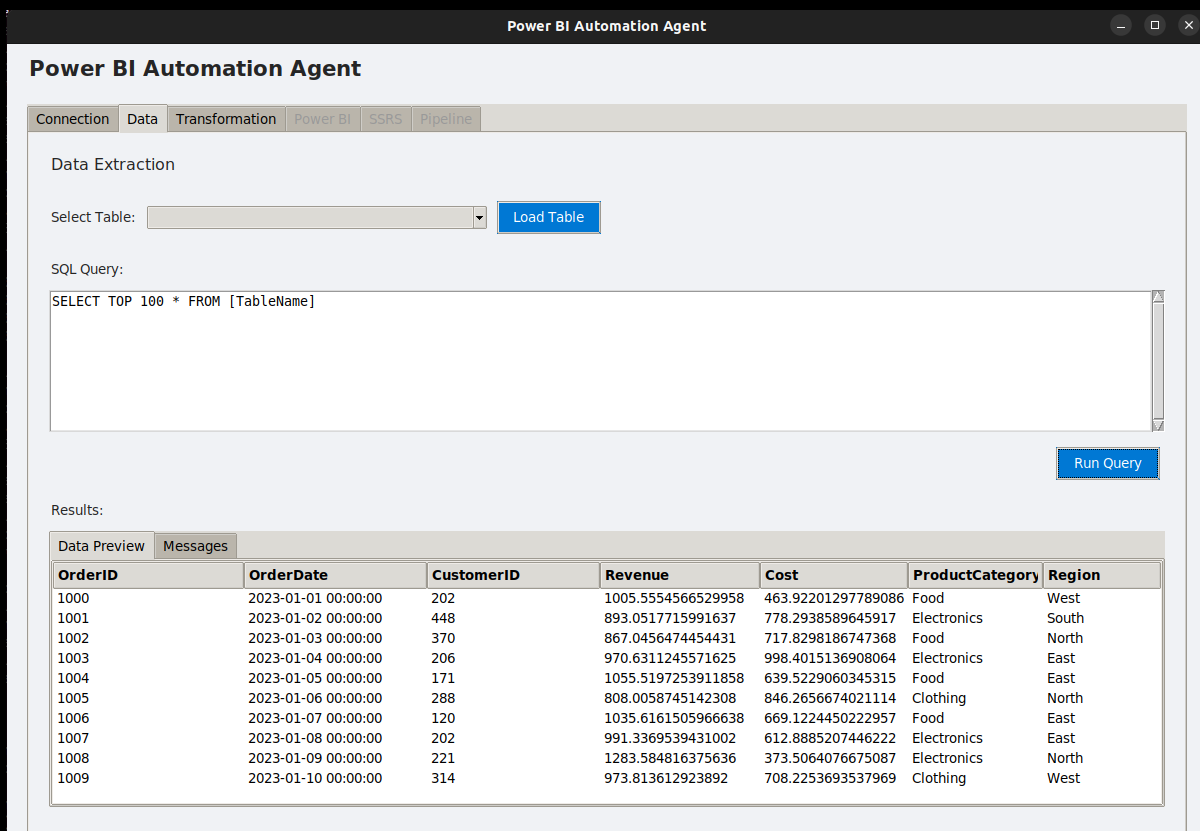 Power BI Automation Agent
Power BI Automation Agent
Connection Data Transformation Power BI SSRS Pipeline
Data Extraction
Select Table: Load Table
SQL Query:
SELECT TOP 100 * FROM [TableName]
Run Query
Results:
Data Preview Messages
OrderID OrderDate CustomerID Revenue Cost ProductCategory Region
1000 2023-01-01 00:00:00 202 1005.5554566529958 463.92201297789086 Food West
1001 2023-01-02 00:00:00 448 893.0517715991637 778.2938589645917 Electronics South
1002 2023-01-03 00:00:00 370 867.0456474454431 717.8298186747368 Food North
1003 2023-01-04 00:00:00 206 970.6311245571625 998.4015136908064 Electronics East
1004 2023-01-05 00:00:00 171 1055.5197253911858 639.5229060345315 Food East
1005 2023-01-06 00:00:00 288 808.0058745142308 846.2656674021114 Clothing North
1006 2023-01-07 00:00:00 120 1035.6161505966638 669.1224450222957 Food East
1007 2023-01-08 00:00:00 202 991.3369539431002 612.8885207446222 Electronics East
1008 2023-01-09 00:00:00 221 1283.584816375636 373.5064076675087 Electronics North
1009 2023-01-10 00:00:00 314 973.813612923892 708.2253693537969 Clothing West